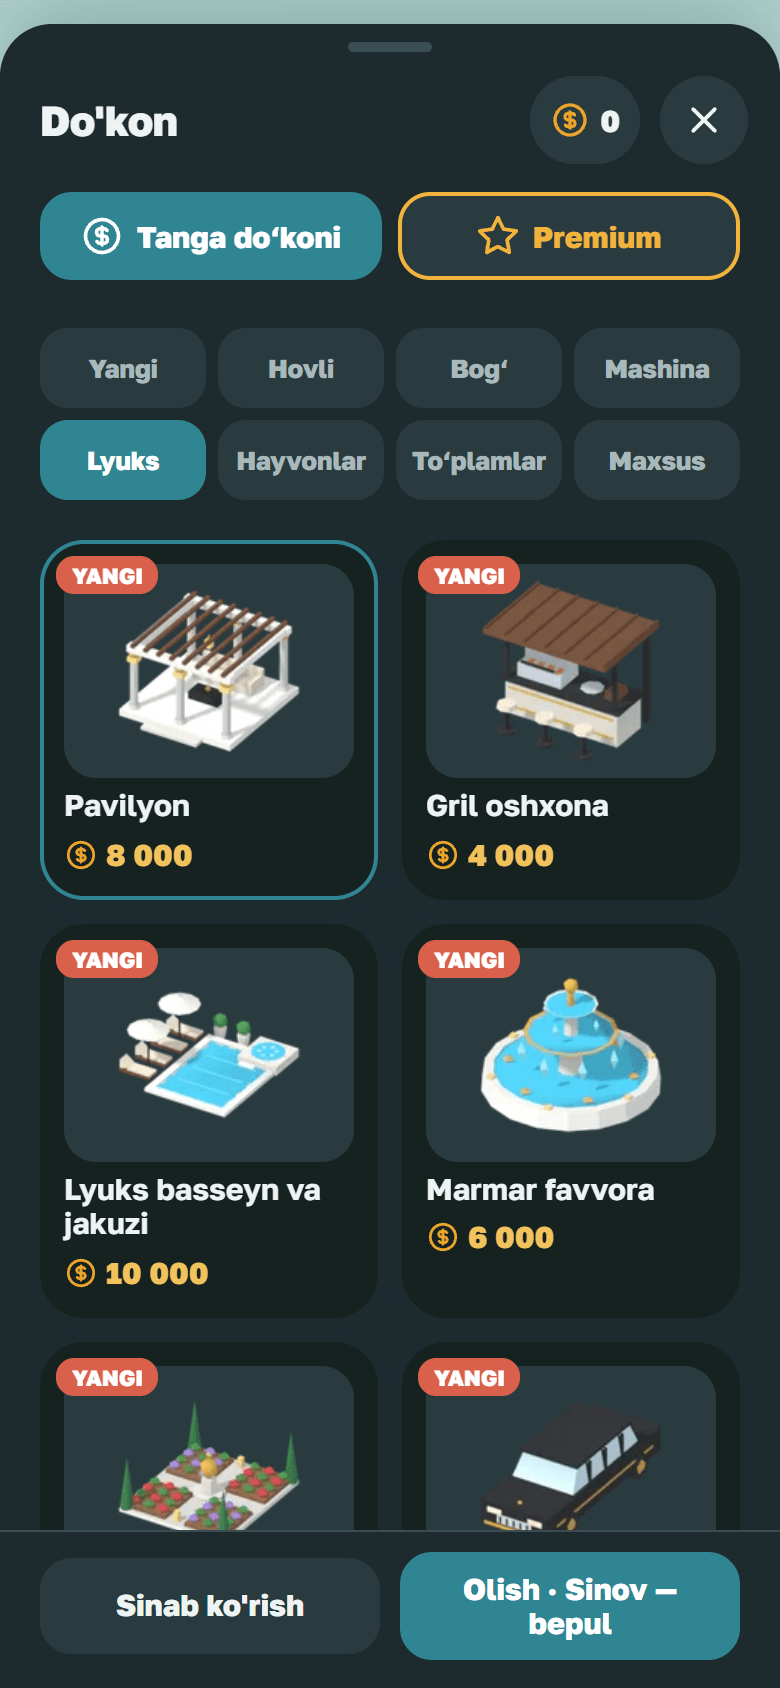 Do'kon
0
Tanga do‘koni
Premium
Yangi
Hovli
Bog‘
Mashina
Lyuks
Hayvonlar
To‘plamlar
Maxsus
YANGI
Pavilyon
8 000
YANGI
Gril oshxona
4 000
YANGI
Lyuks basseyn va
jakuzi
10 000
YANGI
Marmar favvora
6 000
YANGI
YANGI
Sinab ko'rish
Olish · Sinov —
bepul